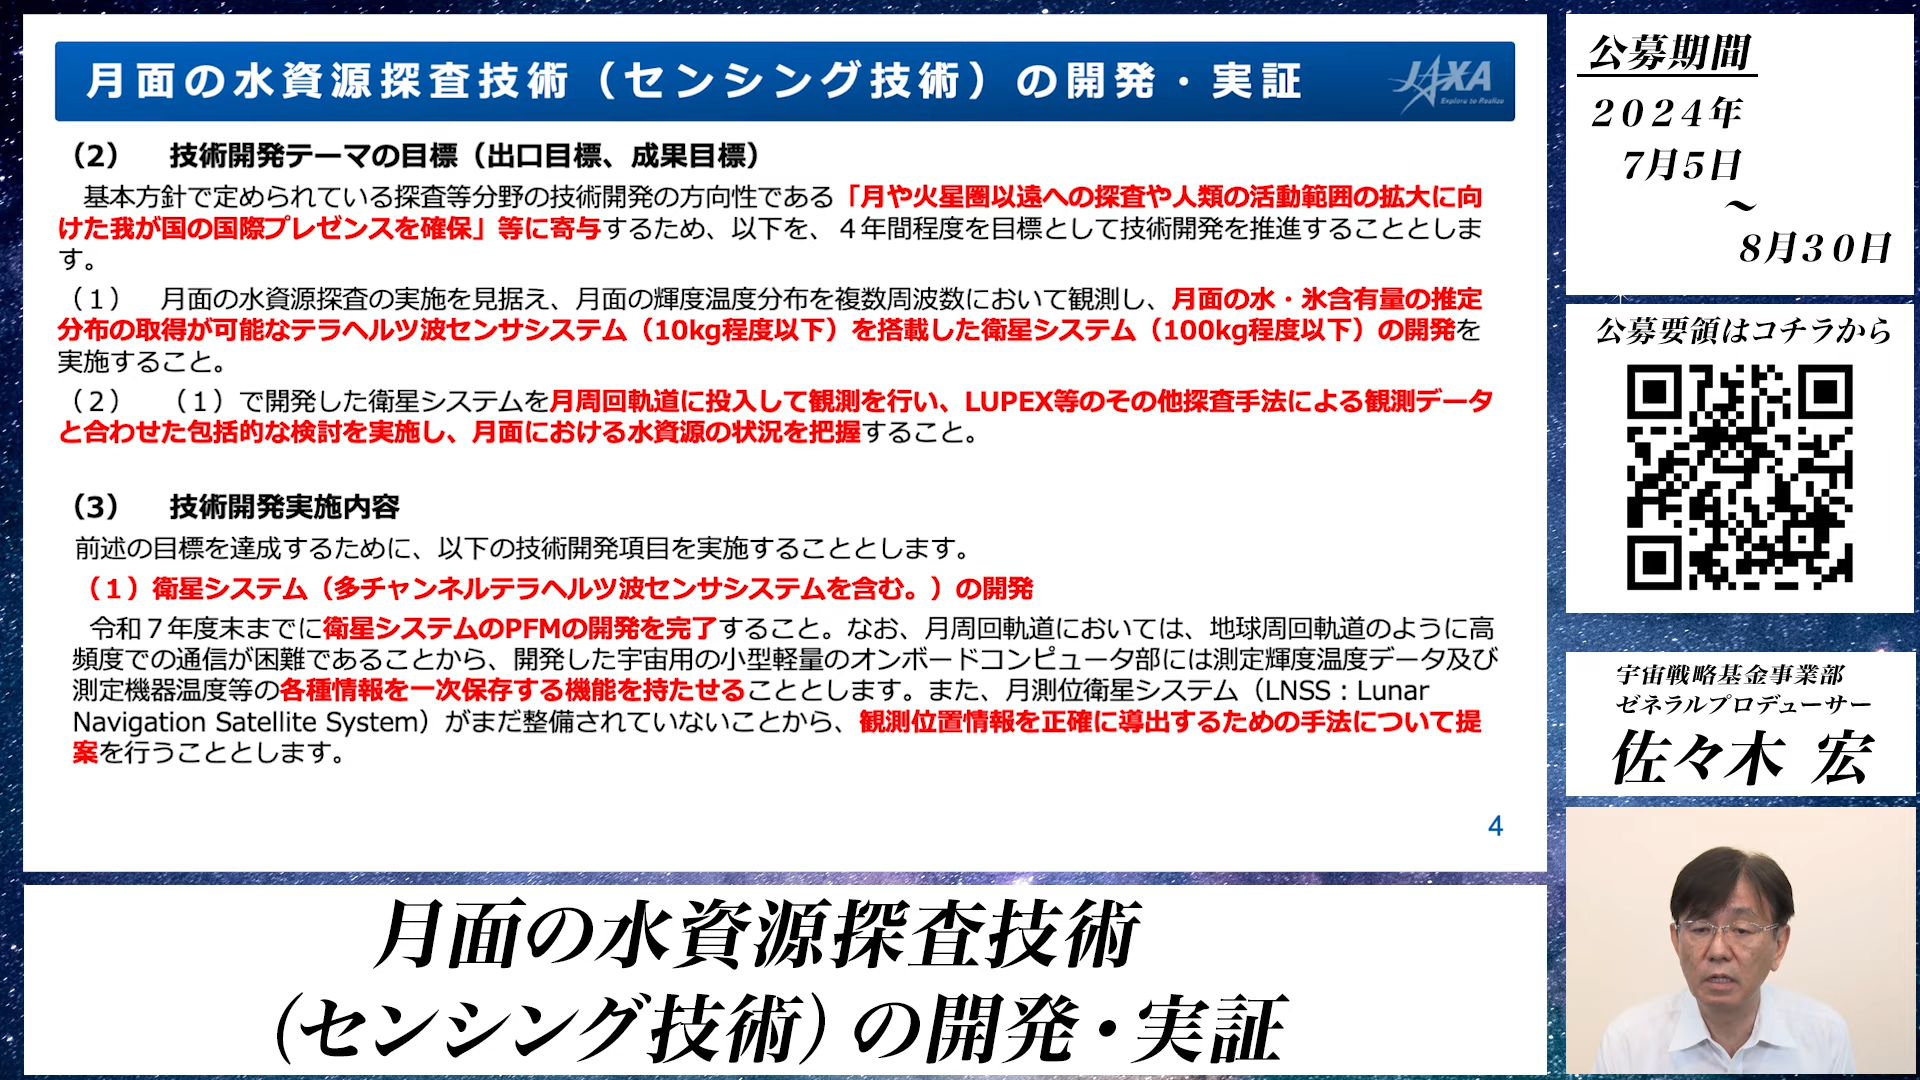 月面の水資源探査技術（センシング技術）の開発・実証
JAXA
Explore to Realize
（2）　技術開発テーマの目標（出口目標、成果目標）
基本方針で定められている探査等分野の技術開発の方向性である「月や火星圏以遠への探査や人類の活動範囲の拡大に向
けた我が国の国際プレゼンスを確保」等に寄与するため、以下を、４年間程度を目標として技術開発を推進することとしま
す。
（１）　月面の水資源探査の実施を見据え、月面の輝度温度分布を複数周波数において観測し、月面の水・氷含有量の推定
分布の取得が可能なテラヘルツ波センサシステム（10kg程度以下）を搭載した衛星システム（100kg程度以下）の開発を
実施すること。
（２）　（１）で開発した衛星システムを月周回軌道に投入して観測を行い、LUPEX等のその他探査手法による観測データ
と合わせた包括的な検討を実施し、月面における水資源の状況を把握すること。
（3）　技術開発実施内容
前述の目標を達成するために、以下の技術開発項目を実施することとします。
（１）衛星システム（多チャンネルテラヘルツ波センサシステムを含む。）の開発
令和７年度末までに衛星システムのPFMの開発を完了すること。なお、月周回軌道においては、地球周回軌道のように高
頻度での通信が困難であることから、開発した宇宙用の小型軽量のオンボードコンピュータ部には測定輝度温度データ及び
測定機器温度等の各種情報を一次保存する機能を持たせることとします。また、月測位衛星システム（LNSS：Lunar
Navigation Satellite System）がまだ整備されていないことから、観測位置情報を正確に導出するための手法について提
案を行うこととします。
4
月面の水資源探査技術
（センシング技術）の開発・実証
公募期間
２０２４年
７月５日
～
８月３０日
公募要領はコチラから
宇宙戦略基金事業部
ゼネラルプロデューサー
佐々木 宏